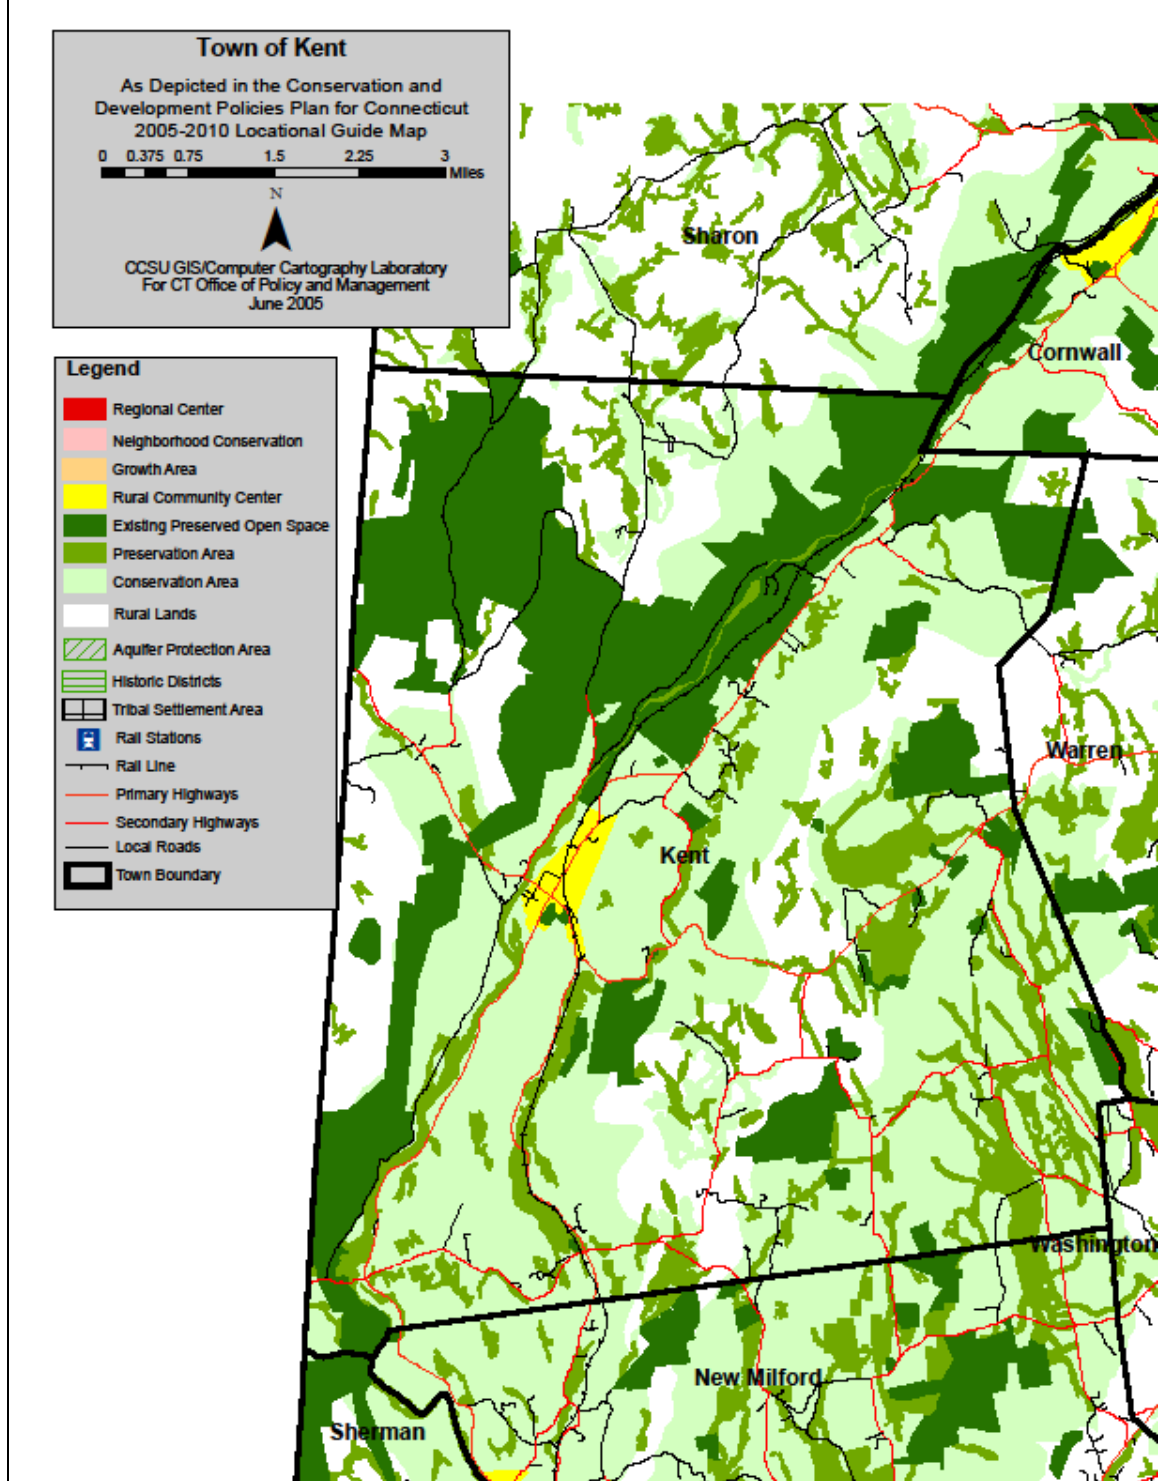 Town of Kent
As Depicted in the Conservation and
Development Policies Plan for Connecticut
2005-2010 Locational Guide Map
0 0.375 0.75 1.5 2.25 3
Miles
N
CCSU GIS/Computer Cartography Laboratory
For CT Office of Policy and Management
June 2005
Legend
Regional Center
Neighborhood Conservation
Growth Area
Rural Community Center
Existing Preserved Open Space
Preservation Area
Conservation Area
Rural Lands
Aquifer Protection Area
Historic Districts
Tribal Settlement Area
Rail Stations
Rail Line
Primary Highways
Secondary Highways
Local Roads
Town Boundary
Sharon
Cornwall
Warren
Kent
Washington
New Milford
Sherman